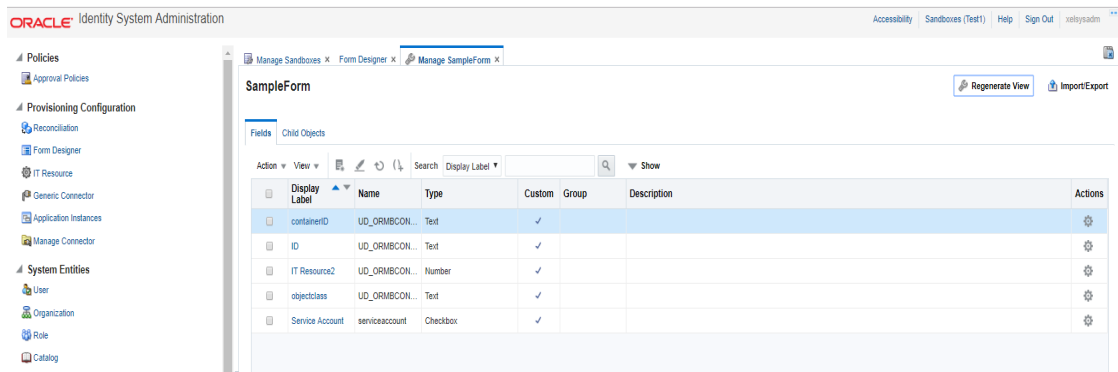 ORACLE Identity System Administration
Accessibility Sandboxes (Test1) Help Sign Out xelsysadm
Policies
Approval Policies
Provisioning Configuration
Reconciliation
Form Designer
IT Resource
Generic Connector
Application Instances
Manage Connector
System Entities
User
Organization
Role
Catalog
Manage Sandboxes x Form Designer x Manage SampleForm x
SampleForm
Regenerate View Import/Export
Fields Child Objects
Action View Search Display Label Show
Display Label Name Type Custom Group Description Actions
containerID UD_ORMBCON... Text ✓
ID UD_ORMBCON... Text ✓
IT Resource2 UD_ORMBCON... Number ✓
objectclass UD_ORMBCON... Text ✓
Service Account serviceaccount Checkbox ✓